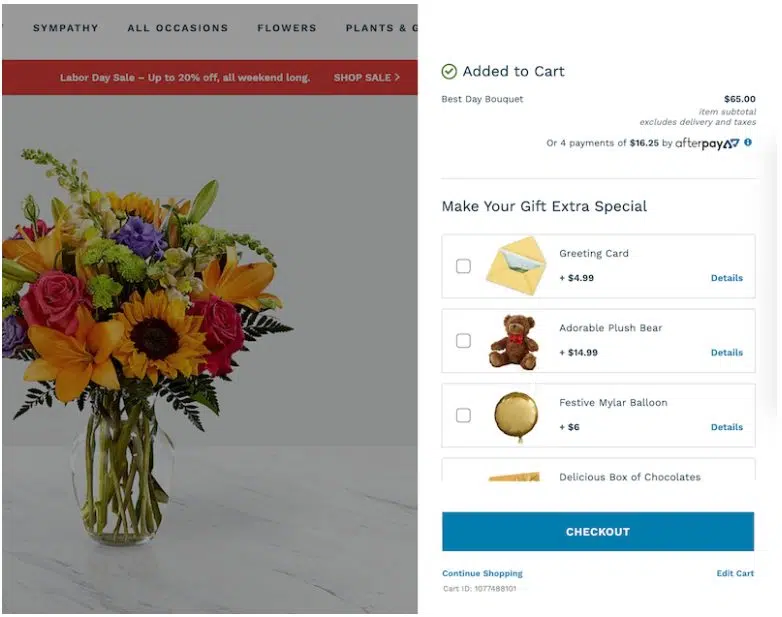 SYMPATHY ALL OCCASIONS FLOWERS PLANTS & G
Labor Day Sale – Up to 20% off, all weekend long. SHOP SALE >
Added to Cart
Best Day Bouquet $65.00
item subtotal
excludes delivery and taxes
Or 4 payments of $16.25 by afterpay
Make Your Gift Extra Special
Greeting Card
+ $4.99 Details
Adorable Plush Bear
+ $14.99 Details
Festive Mylar Balloon
+ $6 Details
Delicious Box of Chocolates
CHECKOUT
Continue Shopping Edit Cart
Cart ID: 1077488101